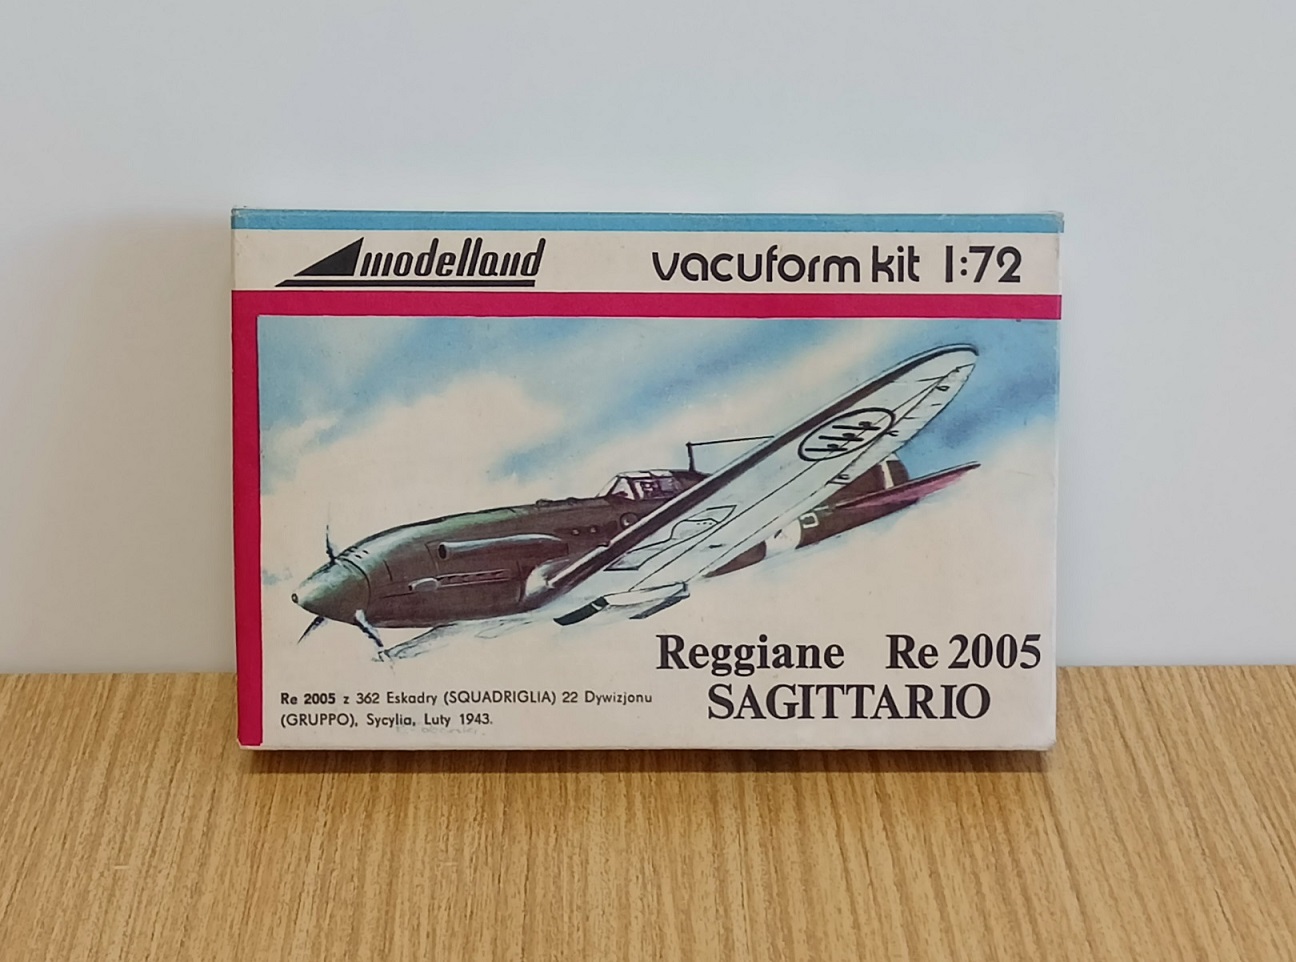 modelland
vacuform kit 1:72
Reggiane Re 2005
SAGITTARIO
Re 2005 z 362 Eskadry (SQUADRIGLIA) 22 Dywizjonu
(GRUPPO), Sycylia, Luty 1943.